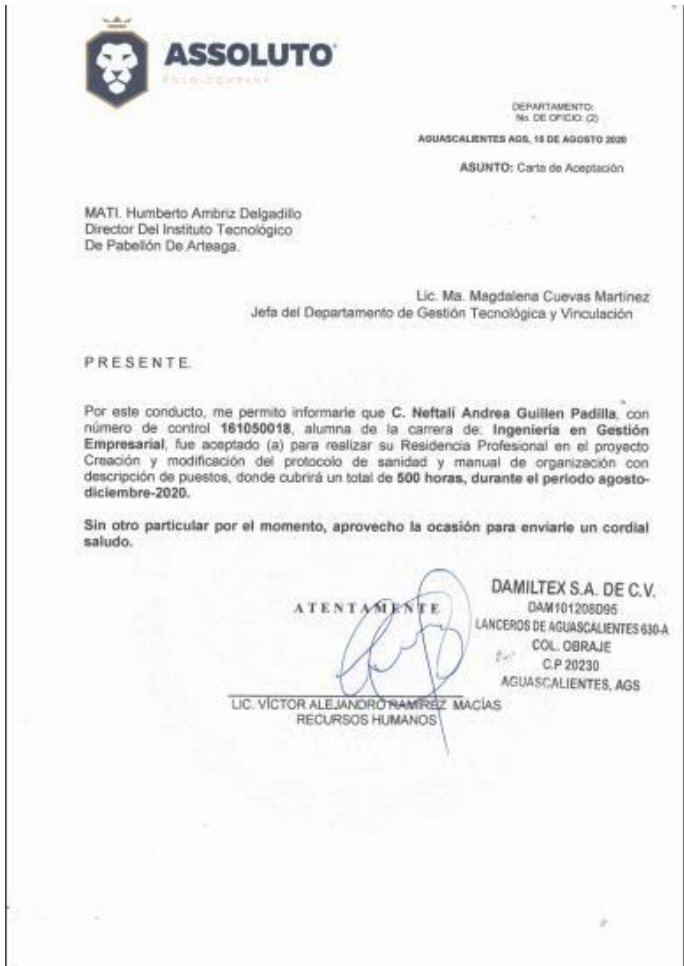 ASSOLUTO
POLO COMPANY
DEPARTAMENTO:
No. DE OFICIO: (2)
AGUASCALIENTES AGS, 18 DE AGOSTO 2020
ASUNTO: Carta de Aceptación
MATI. Humberto Ambriz Delgadillo
Director Del Instituto Tecnológico
De Pabellón De Arteaga.
Lic. Ma. Magdalena Cuevas Martínez
Jefa del Departamento de Gestión Tecnológica y Vinculación
P R E S E N T E.
Por este conducto, me permito informarle que C. Neftalí Andrea Guillen Padilla, con
número de control 161050018, alumna de la carrera de: Ingeniería en Gestión
Empresarial, fue aceptado (a) para realizar su Residencia Profesional en el proyecto
Creación y modificación del protocolo de sanidad y manual de organización con
descripción de puestos, donde cubrirá un total de 500 horas, durante el periodo agosto-
diciembre-2020.
Sin otro particular por el momento, aprovecho la ocasión para enviarle un cordial
saludo.
A T E N T A M E N T E
DAMILTEX S.A. DE C.V.
DAM101208D95
LANCEROS DE AGUASCALIENTES 630-A
COL. OBRAJE
C.P 20230
AGUASCALIENTES, AGS
LIC. VÍCTOR ALEJANDRO RAMÍREZ MACÍAS
RECURSOS HUMANOS